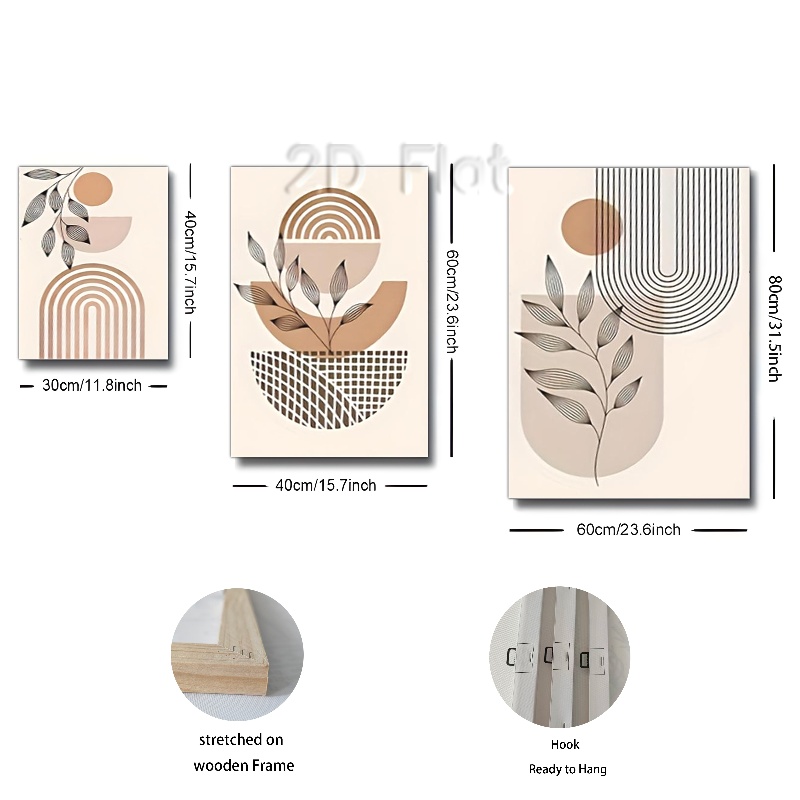 2D Flat
40cm/15.7inch
30cm/11.8inch
60cm/23.6inch
40cm/15.7inch
80cm/31.5inch
60cm/23.6inch
stretched on
wooden Frame
Hook
Ready to Hang